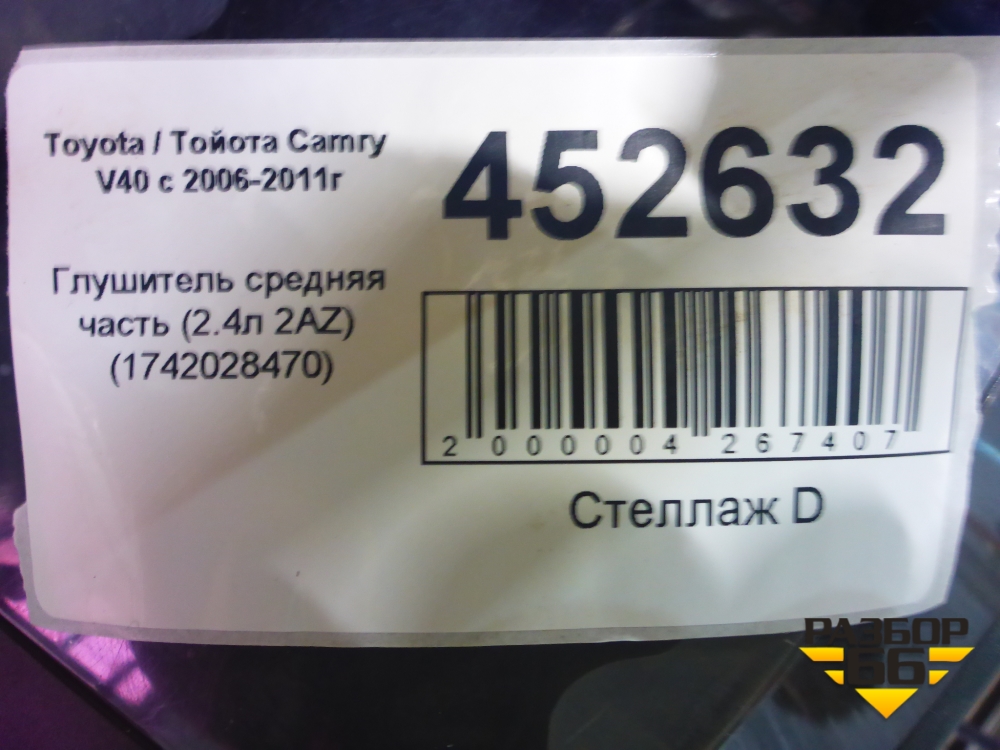 Toyota / Тойота Camry
V40 с 2006-2011г
Глушитель средняя
часть (2.4л 2AZ)
(1742028470)
452632
2 000004 267407
Стеллаж D
РАЗБОР
66